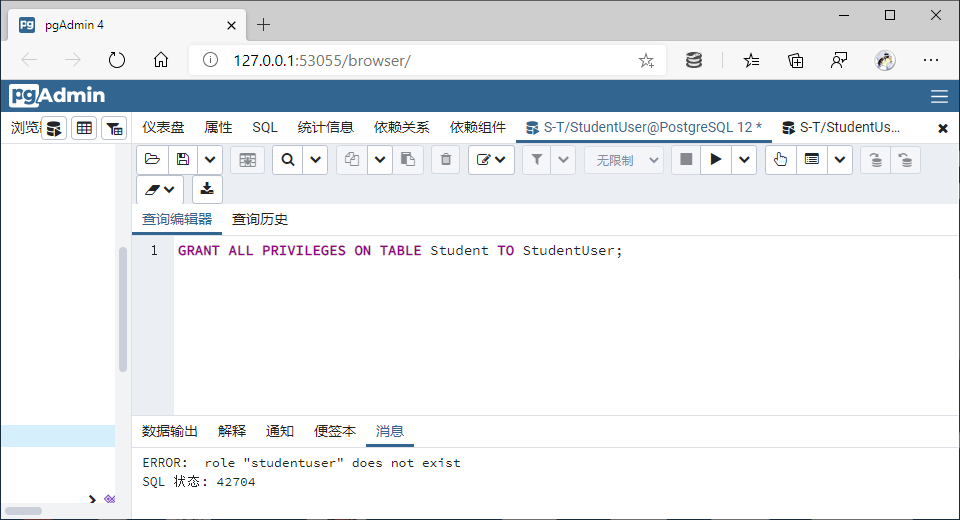 pgAdmin 4
127.0.0.1:53055/browser/
pgAdmin
浏览器 仪表盘 属性 SQL 统计信息 依赖关系 依赖组件 S-T/StudentUser@PostgreSQL 12 * S-T/StudentUs...
无限制
查询编辑器 查询历史
1 GRANT ALL PRIVILEGES ON TABLE Student TO StudentUser;
数据输出 解释 通知 便签本 消息
ERROR:  role "studentuser" does not exist
SQL 状态: 42704